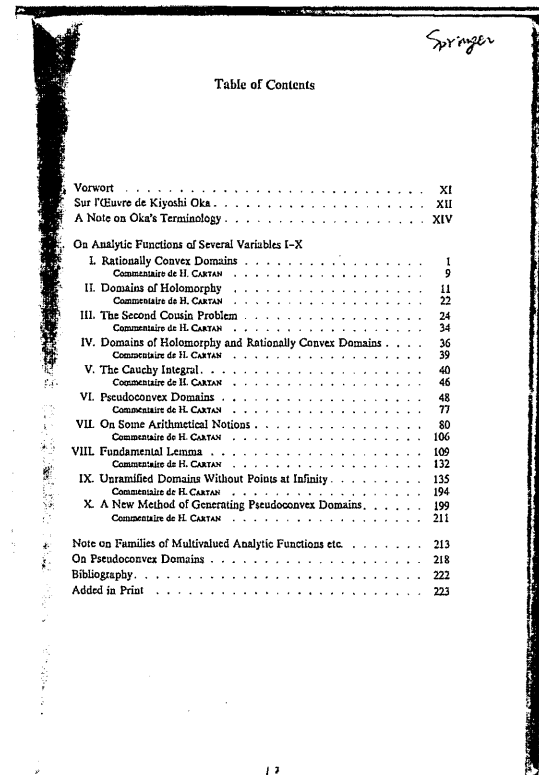 Springer
Table of Contents
Vorwort . . . . . . . . . . . . . . . . . . . . . . . . . . XI
Sur l'Œuvre de Kiyoshi Oka . . . . . . . . . . . . . . . . . . XII
A Note on Oka's Terminology . . . . . . . . . . . . . . . . . XIV
On Analytic Functions of Several Variables I–X
I. Rationally Convex Domains . . . . . . . . . . . . . . . 1
Commentaire de H. CARTAN . . . . . . . . . . . . . . . . 9
II. Domains of Holomorphy . . . . . . . . . . . . . . . . 11
Commentaire de H. CARTAN . . . . . . . . . . . . . . . . 22
III. The Second Cousin Problem . . . . . . . . . . . . . . . 24
Commentaire de H. CARTAN . . . . . . . . . . . . . . . . 34
IV. Domains of Holomorphy and Rationally Convex Domains . . . . 36
Commentaire de H. CARTAN . . . . . . . . . . . . . . . . 39
V. The Cauchy Integral . . . . . . . . . . . . . . . . . . 40
Commentaire de H. CARTAN . . . . . . . . . . . . . . . . 46
VI. Pseudoconvex Domains . . . . . . . . . . . . . . . . . 48
Commentaire de H. CARTAN . . . . . . . . . . . . . . . . 77
VII. On Some Arithmetical Notions . . . . . . . . . . . . . . 80
Commentaire de H. CARTAN . . . . . . . . . . . . . . . . 106
VIII. Fundamental Lemma . . . . . . . . . . . . . . . . . . 109
Commentaire de H. CARTAN . . . . . . . . . . . . . . . . 132
IX. Unramified Domains Without Points at Infinity . . . . . . . . 135
Commentaire de H. CARTAN . . . . . . . . . . . . . . . . 194
X. A New Method of Generating Pseudoconvex Domains . . . . . . 199
Commentaire de H. CARTAN . . . . . . . . . . . . . . . . 211
Note on Families of Multivalued Analytic Functions etc. . . . . . . . 213
On Pseudoconvex Domains . . . . . . . . . . . . . . . . . . 218
Bibliography . . . . . . . . . . . . . . . . . . . . . . . . 222
Added in Print . . . . . . . . . . . . . . . . . . . . . . . 223